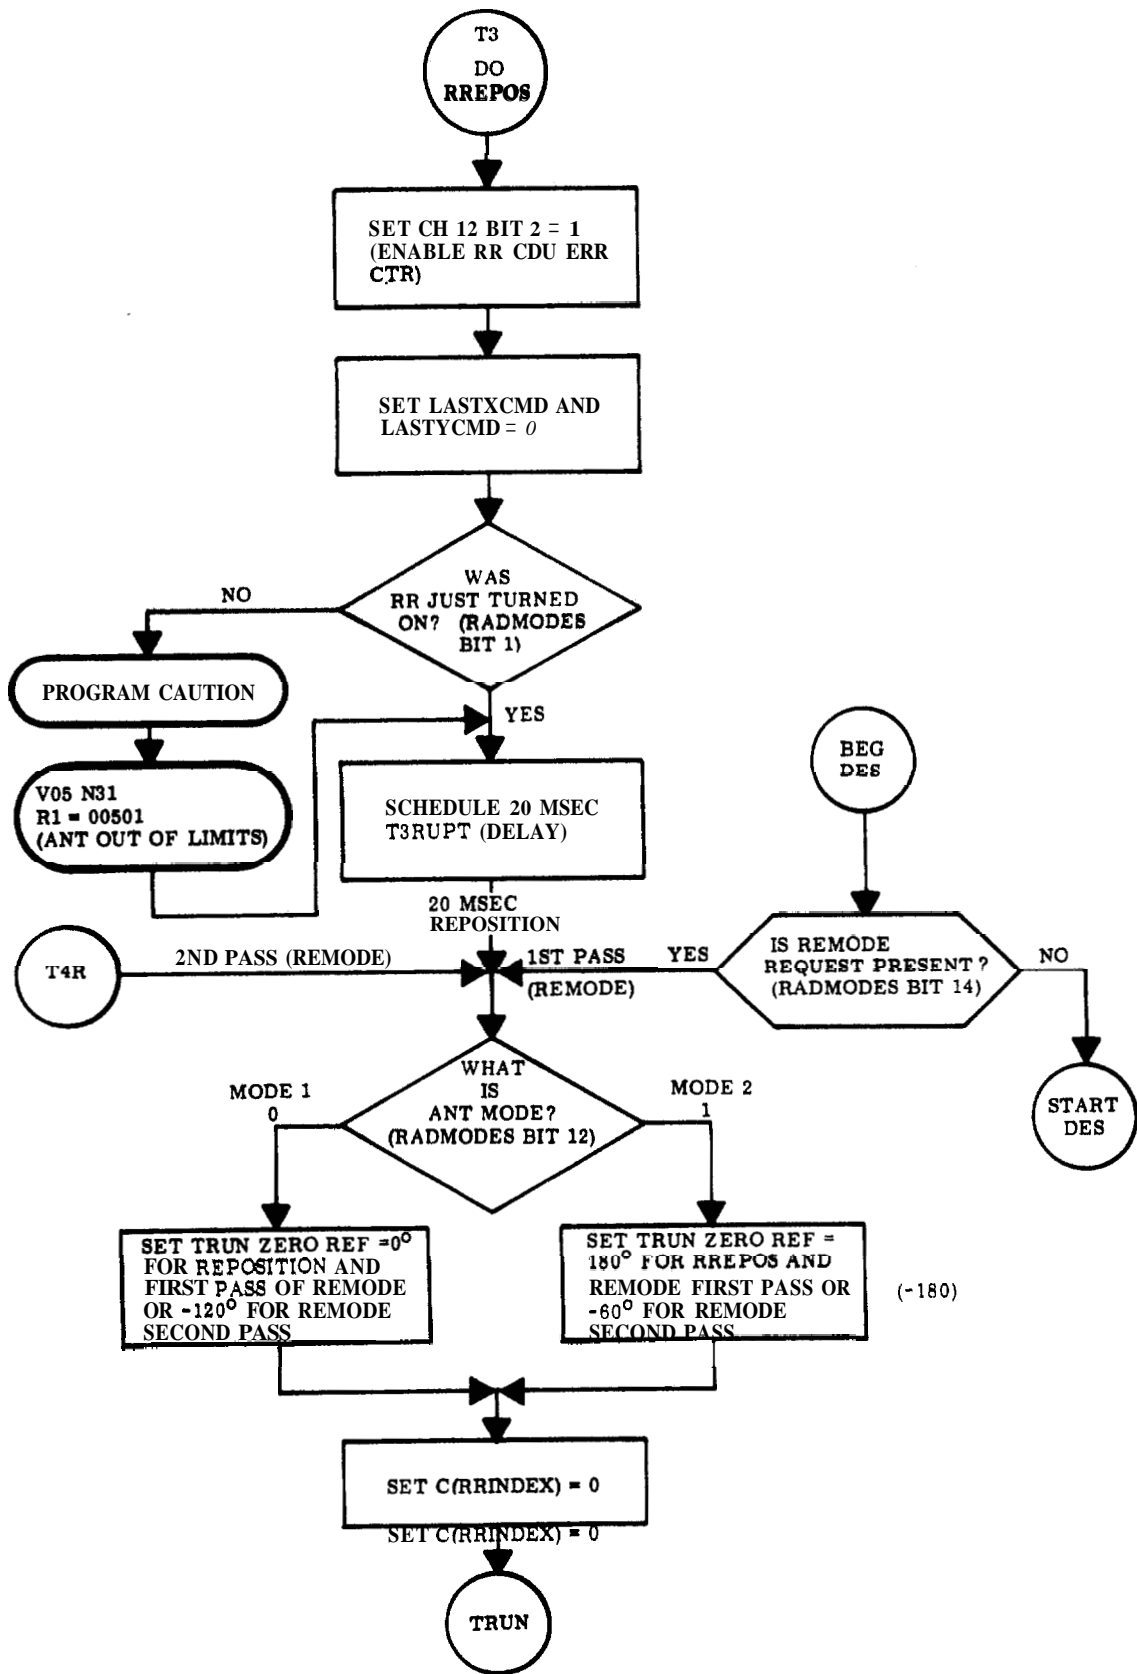 T3
DO
RREPOS
SET CH 12 BIT 2 = 1
(ENABLE RR CDU ERR
CTR)
SET LASTXCMD AND
LASTYCMD = 0
WAS
RR JUST TURNED
ON? (RADMODES
BIT 1)
NO
YES
PROGRAM CAUTION
V05 N31
R1 = 00501
(ANT OUT OF LIMITS)
SCHEDULE 20 MSEC
T3RUPT (DELAY)
20 MSEC
REPOSITION
BEG
DES
IS REMODE
REQUEST PRESENT?
(RADMODES BIT 14)
YES
NO
1ST PASS
(REMODE)
T4R
2ND PASS (REMODE)
START
DES
WHAT
IS
ANT MODE?
(RADMODES BIT 12)
MODE 1
0
MODE 2
1
SET TRUN ZERO REF =0°
FOR REPOSITION AND
FIRST PASS OF REMODE
OR -120° FOR REMODE
SECOND PASS
SET TRUN ZERO REF =
180° FOR RREPOS AND
REMODE FIRST PASS OR
-60° FOR REMODE
SECOND PASS
(-180)
SET C(RRINDEX) = 0
SET C(RRINDEX) = 0
TRUN